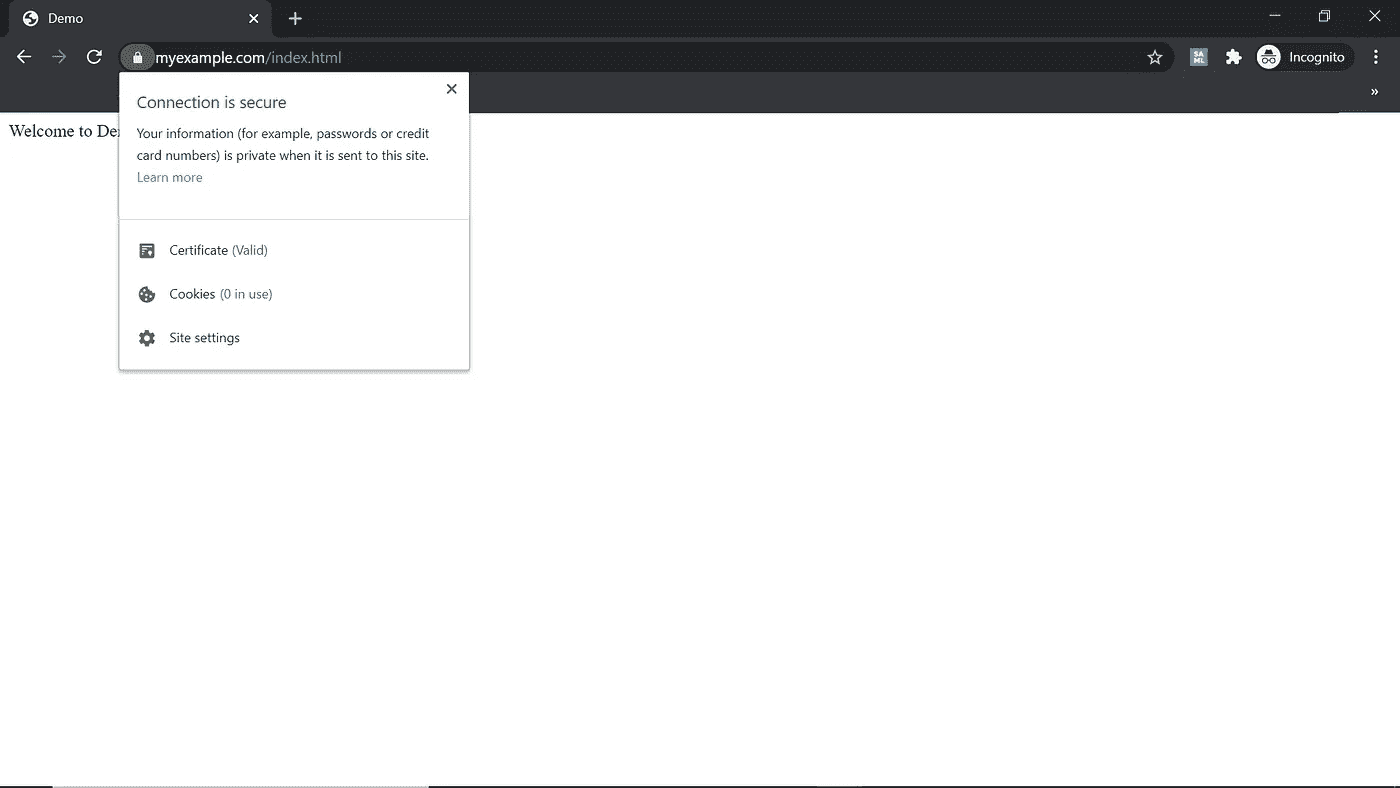 Demo
myexample.com/index.html
SA
ML
Incognito
»
Connection is secure
Welcome to De
Your information (for example, passwords or credit
card numbers) is private when it is sent to this site.
Learn more
Certificate (Valid)
Cookies (0 in use)
Site settings